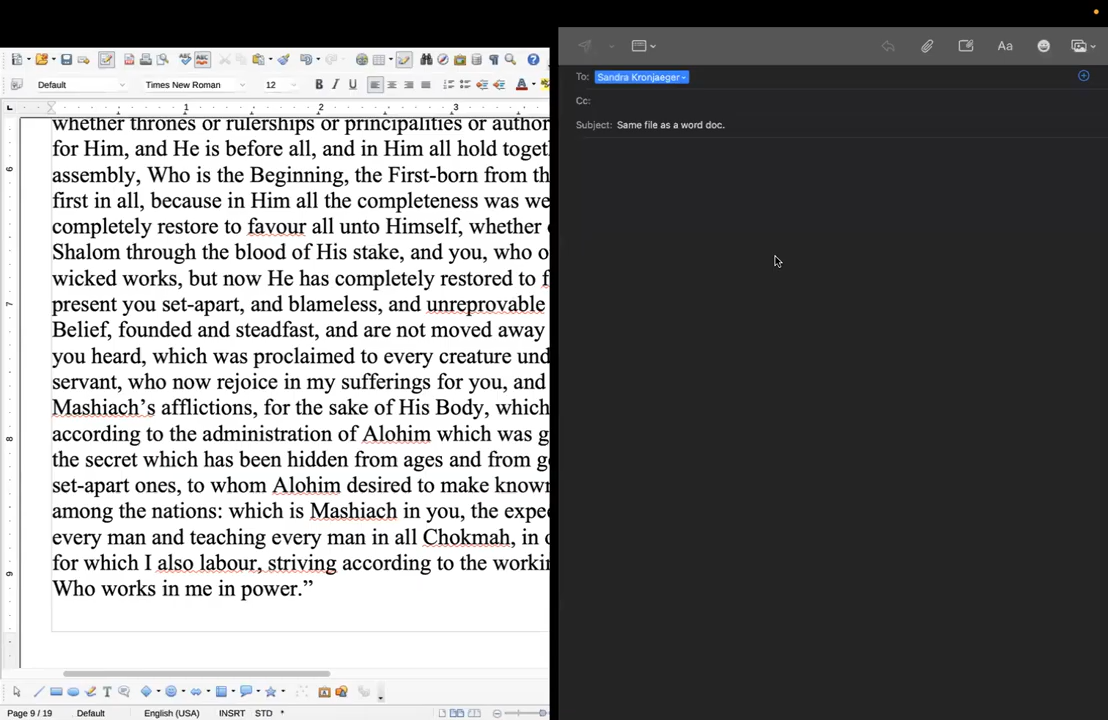 Default
Times New Roman
12
B I U
1 2 3
whether thrones or rulerships or principalities or author
for Him, and He is before all, and in Him all hold toget
assembly, Who is the Beginning, the First-born from th
first in all, because in Him all the completeness was we
completely restore to favour all unto Himself, whether
Shalom through the blood of His stake, and you, who o
wicked works, but now He has completely restored to f
present you set-apart, and blameless, and unreprovable
Belief, founded and steadfast, and are not moved away
you heard, which was proclaimed to every creature und
servant, who now rejoice in my sufferings for you, and
Mashiach’s afflictions, for the sake of His Body, which
according to the administration of Alohim which was g
the secret which has been hidden from ages and from g
set-apart ones, to whom Alohim desired to make known
among the nations: which is Mashiach in you, the expe
every man and teaching every man in all Chokmah, in o
for which I also labour, striving according to the workin
Who works in me in power.”
6
7
8
9
Page 9 / 19
Default
English (USA)
INSRT
STD
*
Aa
To: Sandra Kronjaeger
Cc:
Subject: Same file as a word doc.